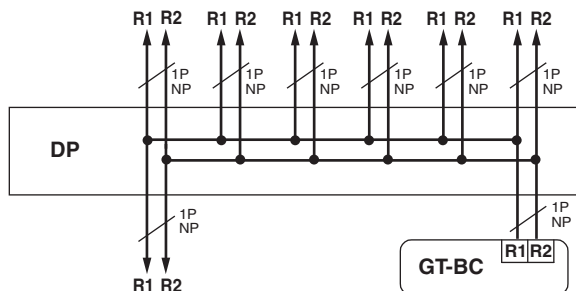 R1 R2 R1 R2 R1 R2 R1 R2 R1 R2 R1 R2
1P 1P 1P 1P 1P 1P
NP NP NP NP NP NP
DP
1P 1P
NP NP
R1 R2
GT-BC
R1 R2